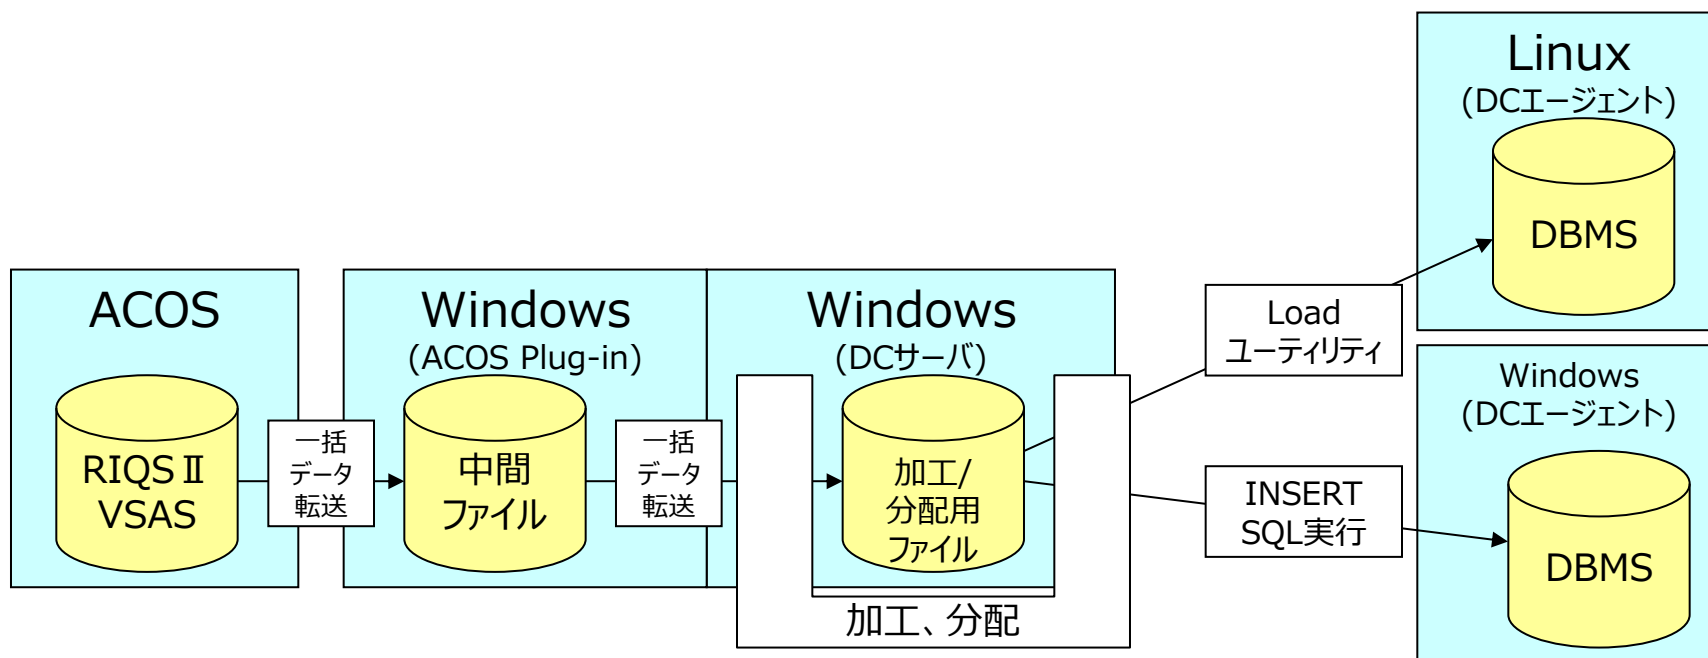 ACOS
RIQSⅡ
VSAS
一括
データ
転送
Windows
(ACOS Plug-in)
中間
ファイル
一括
データ
転送
Windows
(DCサーバ)
加工/
分配用
ファイル
加工、分配
Load
ユーティリティ
INSERT
SQL実行
Linux
(DCエージェント)
DBMS
Windows
(DCエージェント)
DBMS